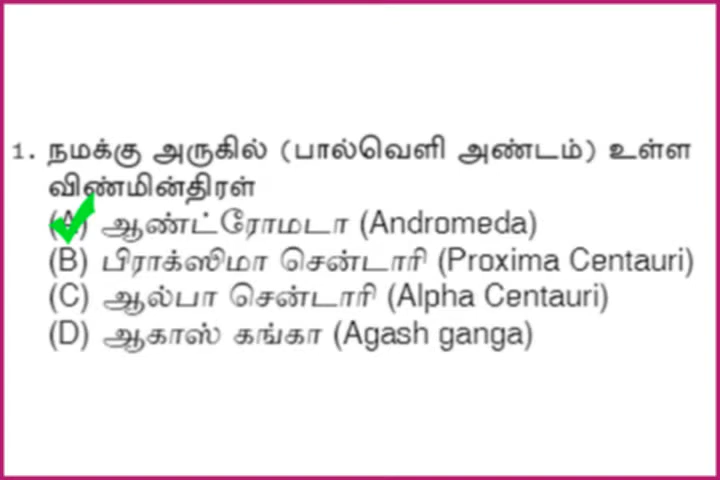 1. நமக்கு அருகில் (பால்வெளி அண்டம்) உள்ள
விண்மின்திரள்
(A) ஆண்ட்ரோமடா (Andromeda)
(B) பிராக்ஸிமா சென்டாரி (Proxima Centauri)
(C) ஆல்பா சென்டாரி (Alpha Centauri)
(D) ஆகாஸ் கங்கா (Agash ganga)